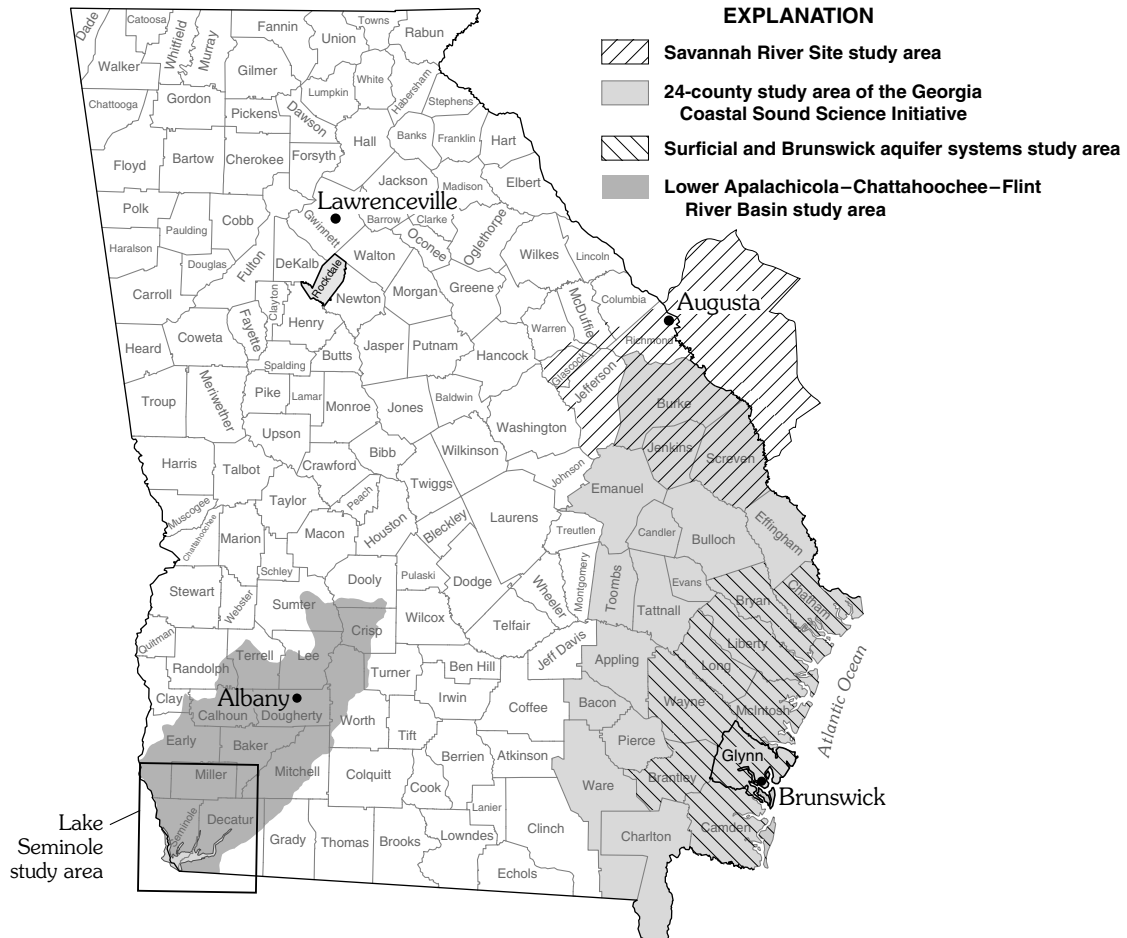 EXPLANATION
Savannah River Site study area
24-county study area of the Georgia
Coastal Sound Science Initiative
Surficial and Brunswick aquifer systems study area
Lower Apalachicola–Chattahoochee–Flint
River Basin study area
Dade
Catoosa
Whitfield
Murray
Fannin
Towns
Union
Rabun
Walker
Gilmer
White
Lumpkin
Habersham
Stephens
Chattooga
Gordon
Pickens
Dawson
Hall
Banks
Franklin
Hart
Floyd
Bartow
Cherokee
Forsyth
Jackson
Madison
Elbert
Lawrenceville
Polk
Paulding
Cobb
Gwinnett
Barrow
Clarke
Oconee
Oglethorpe
Wilkes
Lincoln
Haralson
Douglas
Fulton
DeKalb
Rockdale
Walton
Morgan
Greene
McDuffie
Columbia
Augusta
Carroll
Clayton
Newton
Henry
Fayette
Coweta
Heard
Spalding
Butts
Jasper
Putnam
Hancock
Warren
Glascock
Richmond
Jefferson
Troup
Meriwether
Pike
Lamar
Monroe
Jones
Baldwin
Washington
Burke
Upson
Bibb
Wilkinson
Jenkins
Screven
Harris
Talbot
Crawford
Twiggs
Johnson
Emanuel
Taylor
Peach
Houston
Bleckley
Laurens
Muscogee
Chattahoochee
Marion
Macon
Treutlen
Candler
Bulloch
Effingham
Schley
Dooly
Pulaski
Dodge
Wheeler
Montgomery
Toombs
Evans
Tattnall
Bryan
Chatham
Stewart
Webster
Sumter
Crisp
Wilcox
Telfair
Quitman
Terrell
Lee
Jeff Davis
Appling
Liberty
Long
Randolph
Turner
Ben Hill
Clay
Albany
Calhoun
Dougherty
Worth
Irwin
Coffee
Bacon
Wayne
McIntosh
Atlantic Ocean
Early
Baker
Tift
Berrien
Atkinson
Pierce
Glynn
Brunswick
Miller
Mitchell
Colquitt
Cook
Ware
Brantley
Seminole
Decatur
Lanier
Clinch
Charlton
Camden
Grady
Thomas
Brooks
Lowndes
Echols
Lake
Seminole
study area